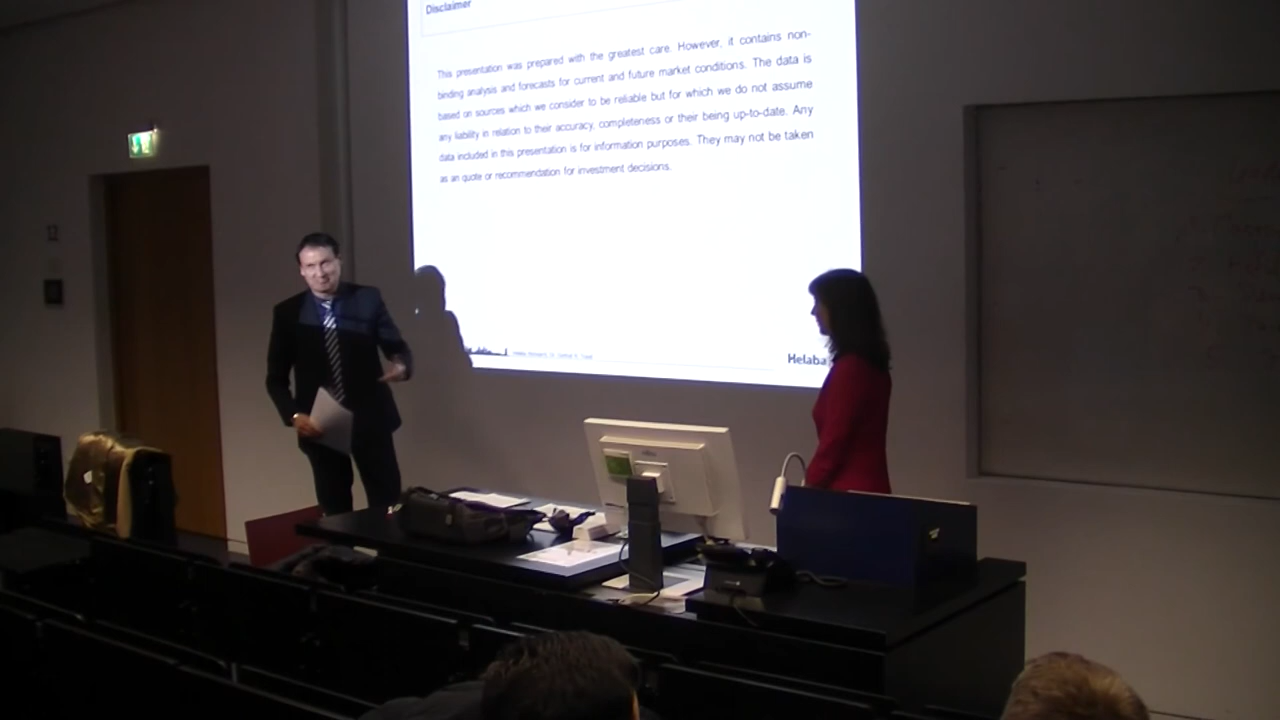 Disclaimer
This presentation was prepared with the greatest care. However, it contains non-
binding analysis and forecasts for current and future market conditions. The data is
based on sources which we consider to be reliable but for which we do not assume
any liability in relation to their accuracy, completeness or their being up-to-date. Any
data included in this presentation is for information purposes. They may not be taken
as an quote or recommendation for investment decisions.
Helaba